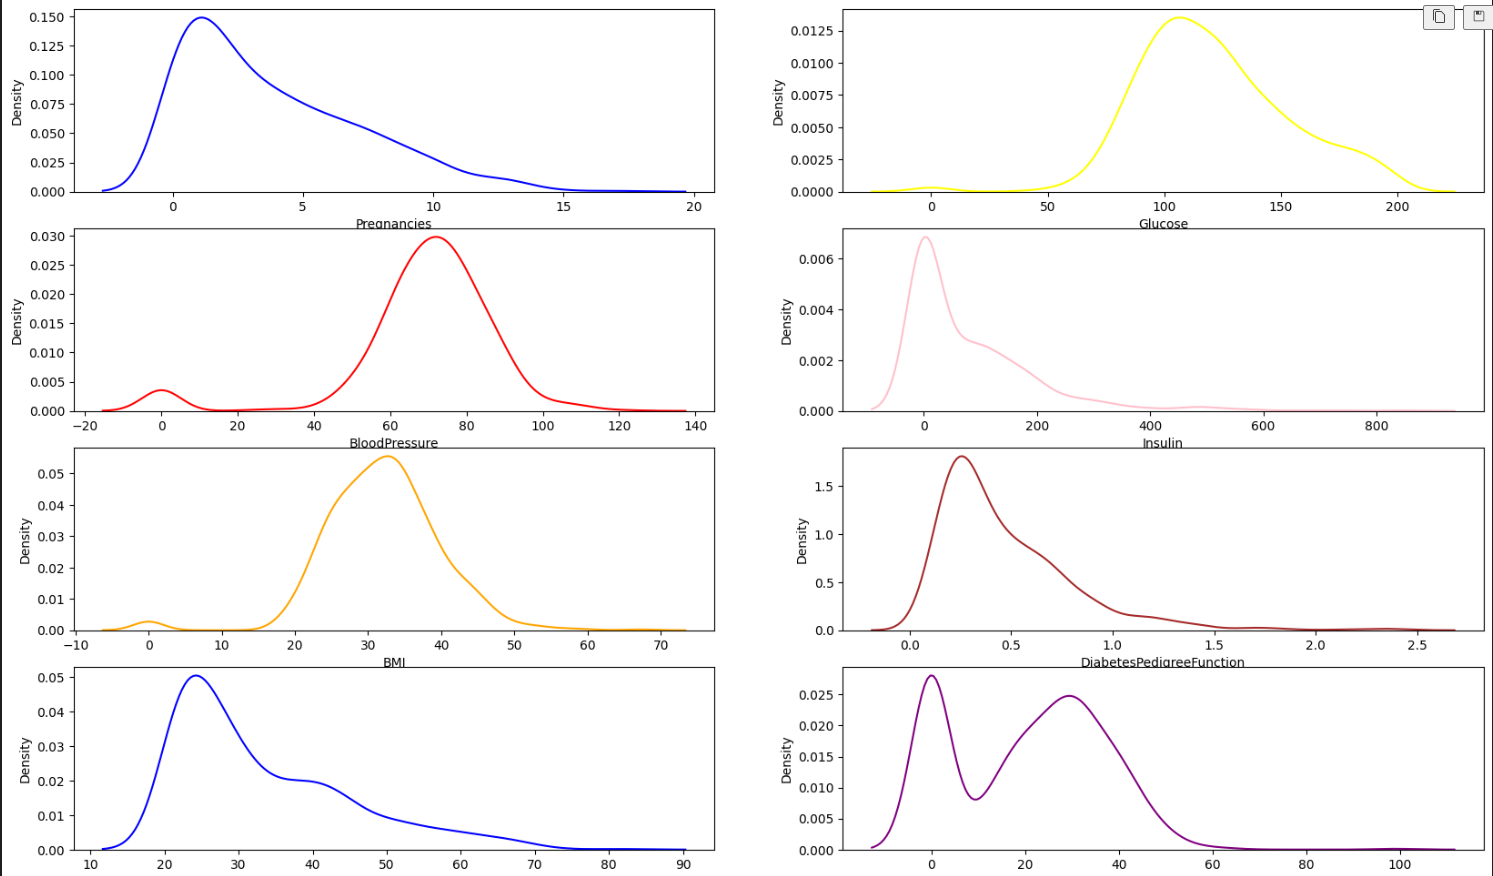 0.150
0.125
0.100
0.075
0.050
0.025
0.000
Density
0 5 10 15 20
Pregnancies
0.0125
0.0100
0.0075
0.0050
0.0025
0.0000
Density
0 50 100 150 200
Glucose
0.030
0.025
0.020
0.015
0.010
0.005
0.000
Density
−20 0 20 40 60 80 100 120 140
BloodPressure
0.006
0.004
0.002
0.000
Density
0 200 400 600 800
Insulin
0.05
0.04
0.03
0.02
0.01
0.00
Density
−10 0 10 20 30 40 50 60 70
BMI
1.5
1.0
0.5
0.0
Density
0.0 0.5 1.0 1.5 2.0 2.5
DiabetesPedigreeFunction
0.05
0.04
0.03
0.02
0.01
0.00
Density
10 20 30 40 50 60 70 80 90
0.025
0.020
0.015
0.010
0.005
0.000
Density
0 20 40 60 80 100